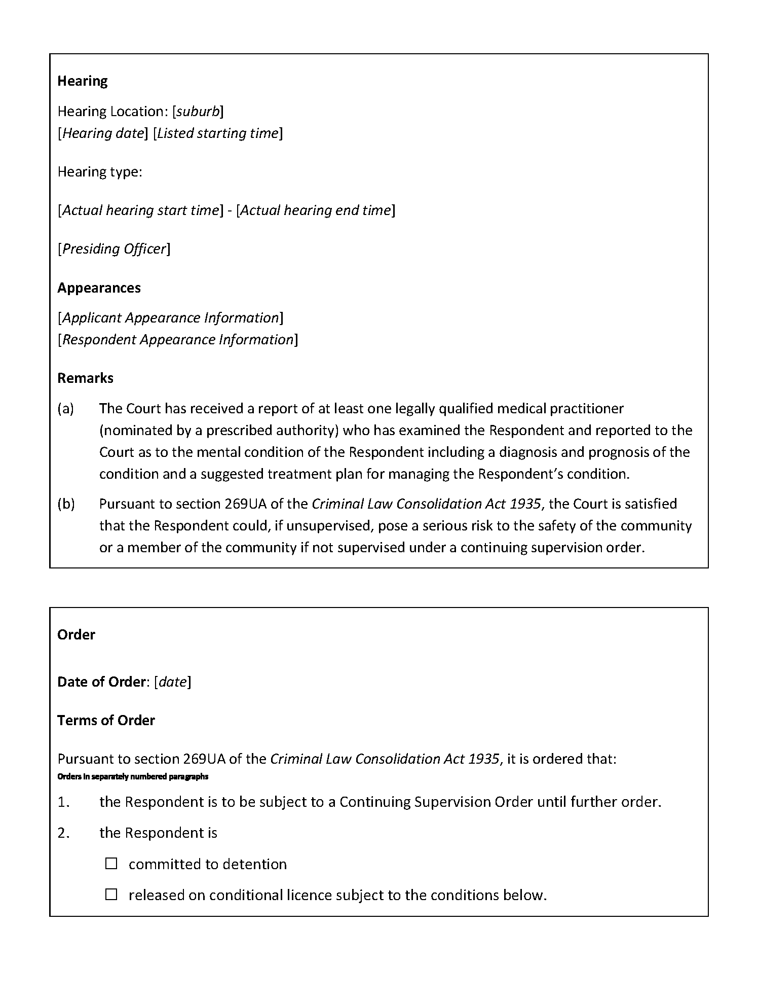 Hearing
Hearing Location: [suburb]
[Hearing date] [Listed starting time]
Hearing type:
[Actual hearing start time] - [Actual hearing end time]
[Presiding Officer]
Appearances
[Applicant Appearance Information]
[Respondent Appearance Information]
Remarks
(a) The Court has received a report of at least one legally qualified medical practitioner
(nominated by a prescribed authority) who has examined the Respondent and reported to the
Court as to the mental condition of the Respondent including a diagnosis and prognosis of the
condition and a suggested treatment plan for managing the Respondent’s condition.
(b) Pursuant to section 269UA of the Criminal Law Consolidation Act 1935, the Court is satisfied
that the Respondent could, if unsupervised, pose a serious risk to the safety of the community
or a member of the community if not supervised under a continuing supervision order.
Order
Date of Order: [date]
Terms of Order
Pursuant to section 269UA of the Criminal Law Consolidation Act 1935, it is ordered that:
Orders in separately numbered paragraphs
1. the Respondent is to be subject to a Continuing Supervision Order until further order.
2. the Respondent is
☐ committed to detention
☐ released on conditional licence subject to the conditions below.